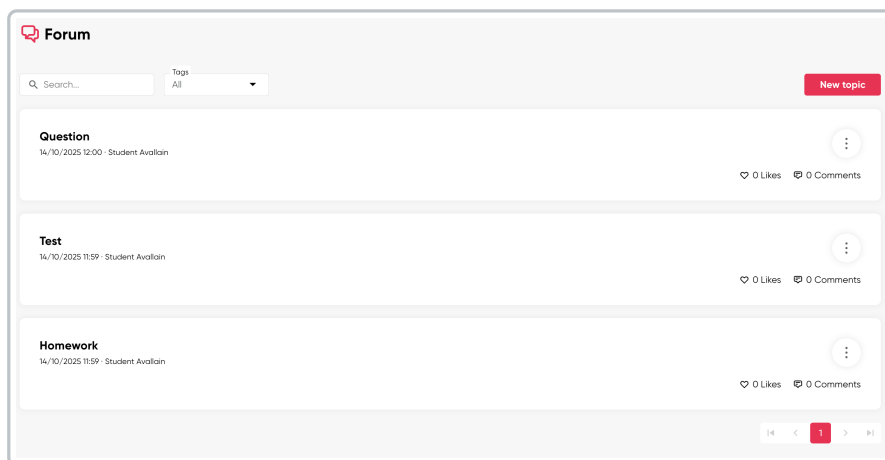 Forum
Search...
Tags
All
New topic
Question
14/10/2025 12:00 · Student Avallain
0 Likes 0 Comments
Test
14/10/2025 11:59 · Student Avallain
0 Likes 0 Comments
Homework
14/10/2025 11:59 · Student Avallain
0 Likes 0 Comments
1